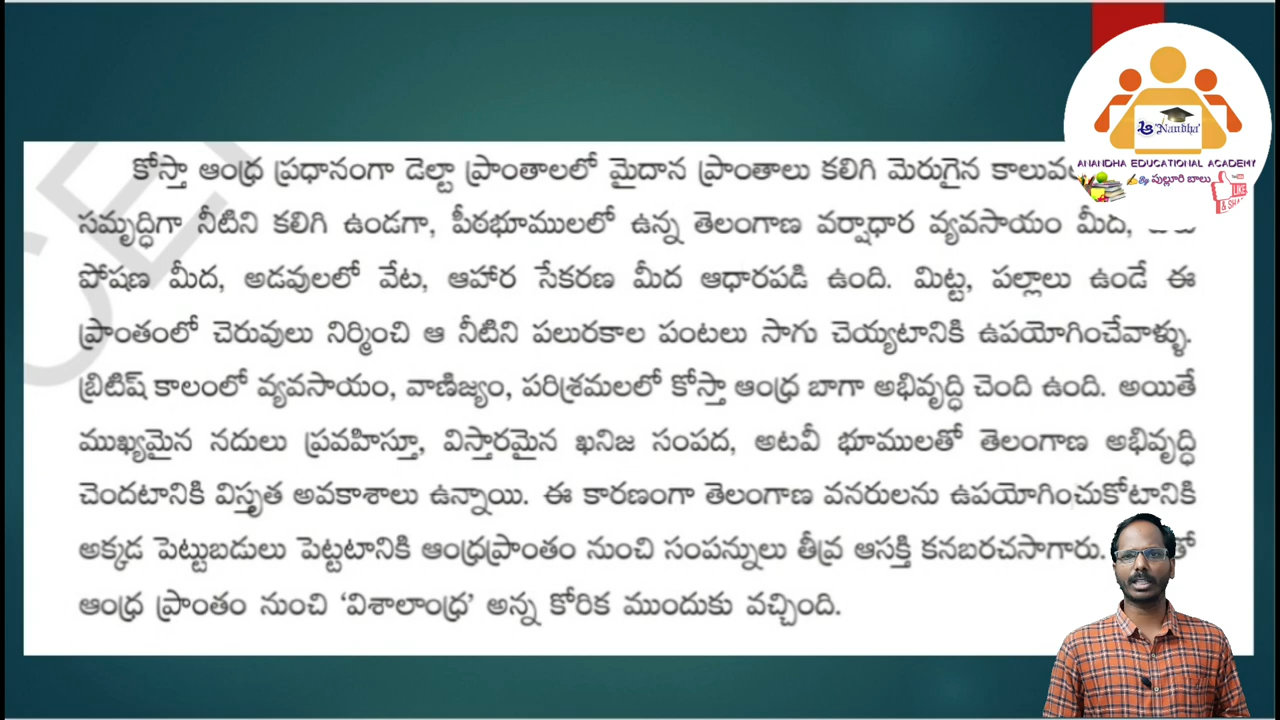 'Nandha'
ANANDHA EDUCATIONAL ACADEMY
By పుల్లూరి బాలు
LIKE
& SHA
కోస్తా ఆంధ్ర ప్రధానంగా డెల్టా ప్రాంతాలలో మైదాన ప్రాంతాలు కలిగి మెరుగైన
సమృద్ధిగా నీటిని కలిగి ఉండగా, పీఠభూములలో ఉన్న తెలంగాణ వర్షాధార వ్యవసాయం మీద,
పోషణ మీద, అడవులలో వేట, ఆహార సేకరణ మీద ఆధారపడి ఉంది. మిట్ట, పల్లాలు ఉండే ఈ
ప్రాంతంలో చెరువులు నిర్మించి ఆ నీటిని పలురకాల పంటలు సాగు చెయ్యటానికి ఉపయోగించేవాళ్ళు.
బ్రిటిష్ కాలంలో వ్యవసాయం, వాణిజ్యం, పరిశ్రమలలో కోస్తా ఆంధ్ర బాగా అభివృద్ధి చెంది ఉంది. అయితే
ముఖ్యమైన నదులు ప్రవహిస్తూ, విస్తారమైన ఖనిజ సంపద, అటవీ భూములతో తెలంగాణ అభివృద్ధి
చెందటానికి విస్తృత అవకాశాలు ఉన్నాయి. ఈ కారణంగా తెలంగాణ వనరులను ఉపయోగించుకోటానికి
అక్కడ పెట్టుబడులు పెట్టటానికి ఆంధ్రప్రాంతం నుంచి సంపన్నులు తీవ్ర ఆసక్తి కనబరచసాగారు.
ఆంధ్ర ప్రాంతం నుంచి ‘విశాలాంధ్ర’ అన్న కోరిక ముందుకు వచ్చింది.